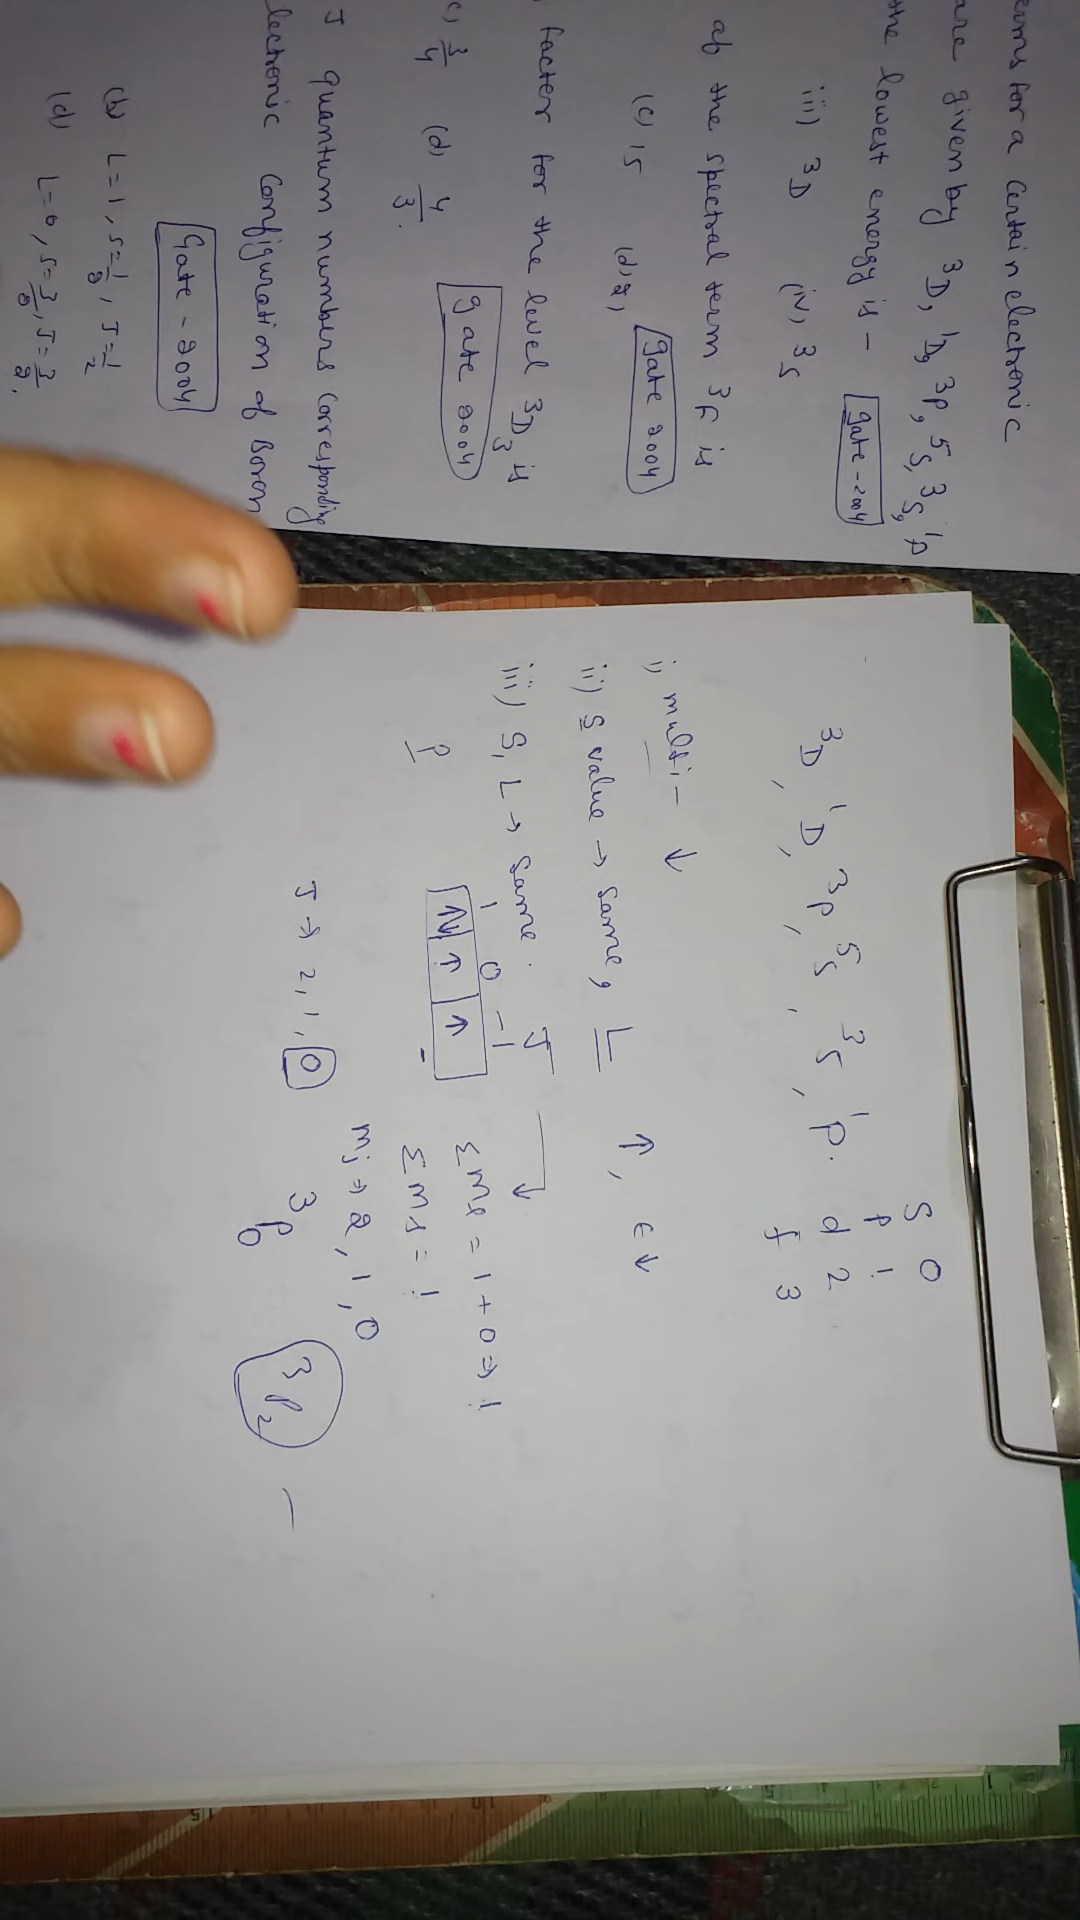 terms for a certain electronic
are given by ³D, ¹D, ³P, ⁵S, ³S, ¹P
the lowest energy is -
gate - 2004
iii) ³D (iv) ³S
of the spectral term ³F is
(c) 15 (d) 21
gate 2004
factor for the level ³D₃ is
c) 3/4 (d) 4/3.
gate 2004
J quantum numbers corresponding
electronic configuration of Boron
Gate - 2004
(b) L = 1, S = 1/2, J = 1/2
(d) L = 0, S = 3/2, J = 3/2.
S 0
P 1
d 2
f 3
³D, ¹D, ³P, ⁵S, ³S, ¹P.
i) multi - ↓
ii) S value → same, L ↑, E↓
iii) S, L → same. J
1 0 -1
P ↑↓ ↑ ↑
Σml = 1 + 0 ⇒ 1
Σms = 1
mj ⇒ 2, 1, 0
J → 2, 1, 0
³P₀ ³P₂ -